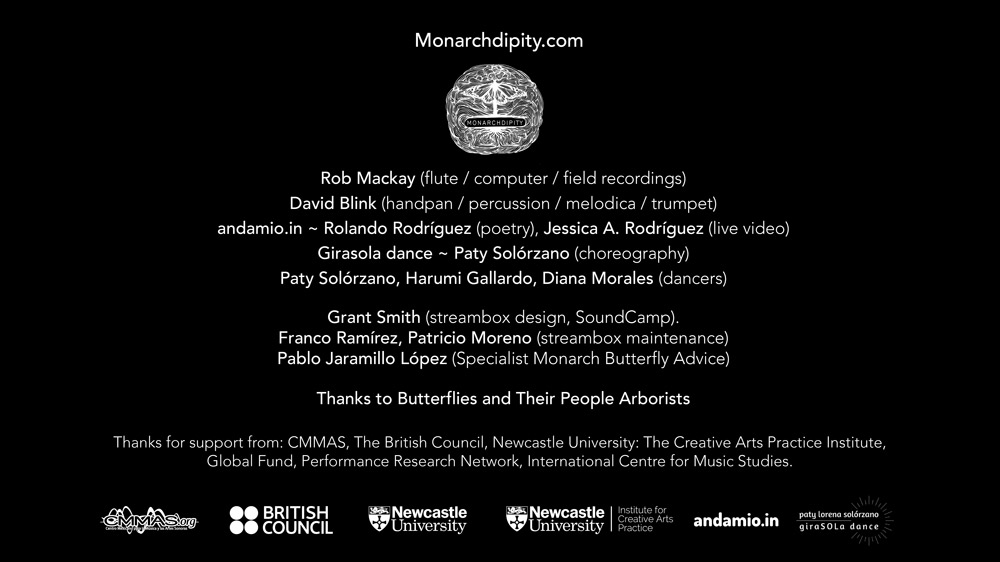 Monarchdipity.com
MONARCHDIPITY
Rob Mackay (flute / computer / field recordings)
David Blink (handpan / percussion / melodica / trumpet)
andamio.in ~ Rolando Rodríguez (poetry), Jessica A. Rodríguez (live video)
Girasola dance ~ Paty Solórzano (choreography)
Paty Solórzano, Harumi Gallardo, Diana Morales (dancers)
Grant Smith (streambox design, SoundCamp).
Franco Ramírez, Patricio Moreno (streambox maintenance)
Pablo Jaramillo López (Specialist Monarch Butterfly Advice)
Thanks to Butterflies and Their People Arborists
Thanks for support from: CMMAS, The British Council, Newcastle University: The Creative Arts Practice Institute,
Global Fund, Performance Research Network, International Centre for Music Studies.
CMMAS.org
BRITISH
COUNCIL
Newcastle
University
Newcastle
University
Institute for
Creative Arts
Practice
andamio.in
paty lorena solórzano
giraSOLa dance